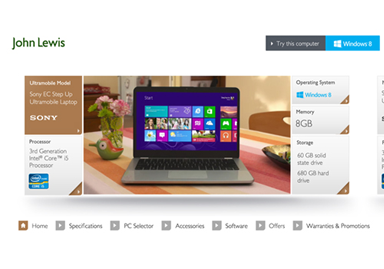 John Lewis
Try this computer
Windows 8
Ultramobile Model
Sony EC Step Up
Ultramobile Laptop
SONY
Processor
3rd Generation
Intel® Core™ i5
Processor
Start
Operating System
Windows 8
Memory
8GB
Storage
60 GB solid
state drive
680 GB hard
drive
Home
Specifications
PC Selector
Accessories
Software
Offers
Warranties & Promotions